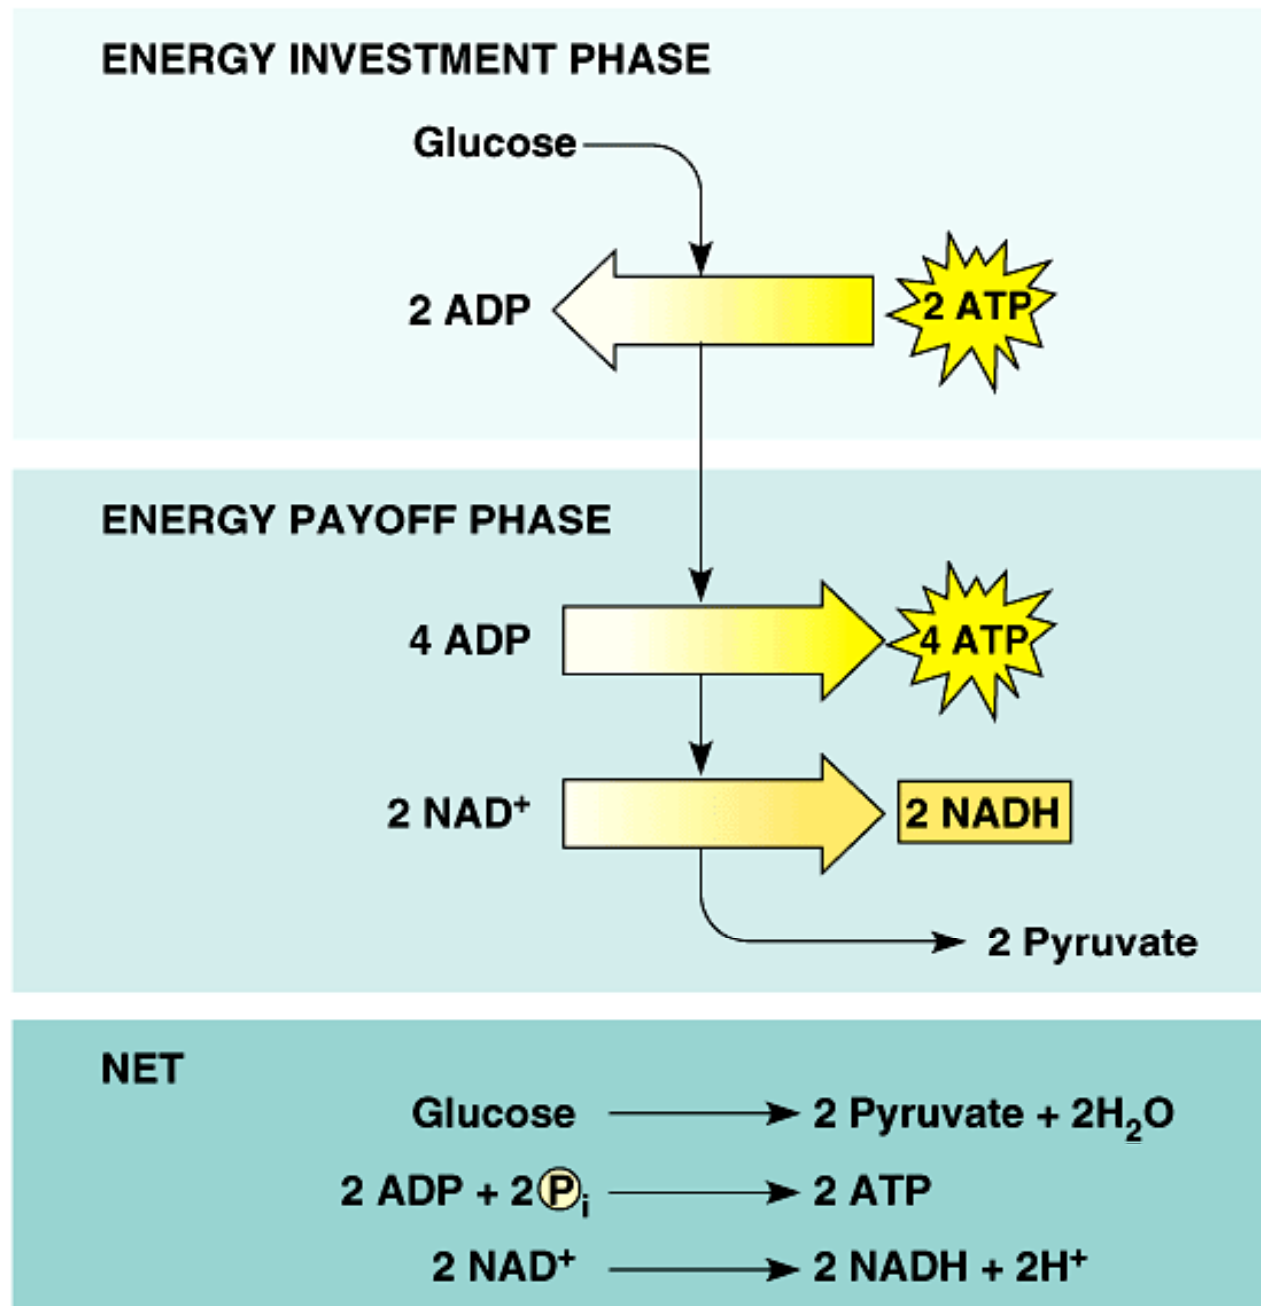 ENERGY INVESTMENT PHASE
Glucose
2 ADP 2 ATP
ENERGY PAYOFF PHASE
4 ADP 4 ATP
2 NAD⁺ 2 NADH
2 Pyruvate
NET
Glucose 2 Pyruvate + 2H₂O
2 ADP + 2 Pᵢ 2 ATP
2 NAD⁺ 2 NADH + 2H⁺